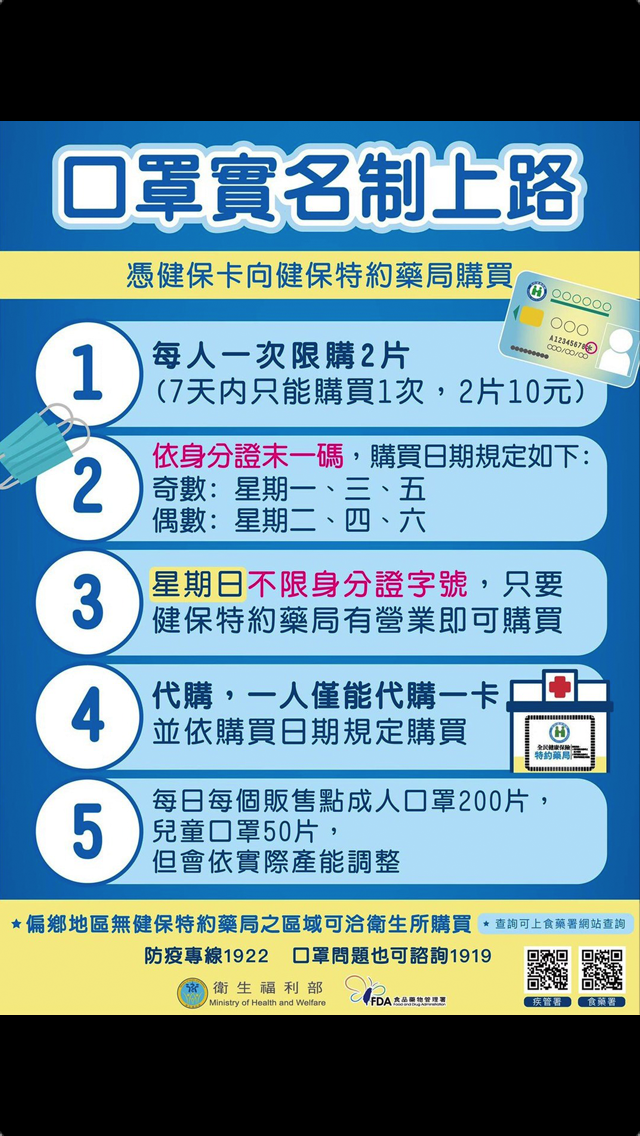 口罩實名制上路
憑健保卡向健保特約藥局購買
A12345678
1
每人一次限購2片
（7天內只能購買1次，2片10元）
2
依身分證末一碼，購買日期規定如下：
奇數：星期一、三、五
偶數：星期二、四、六
3
星期日不限身分證字號，只要
健保特約藥局有營業即可購買
4
代購，一人僅能代購一卡
並依購買日期規定購買
全民健康保險
特約藥局
5
每日每個販售點成人口罩200片，
兒童口罩50片，
但會依實際產能調整
★偏鄉地區無健保特約藥局之區域可洽衛生所購買
★查詢可上食藥署網站查詢
防疫專線1922 口罩問題也可諮詢1919
衛生福利部
Ministry of Health and Welfare
FDA 食品藥物管理署
Food and Drug Administration
疾管署
食藥署